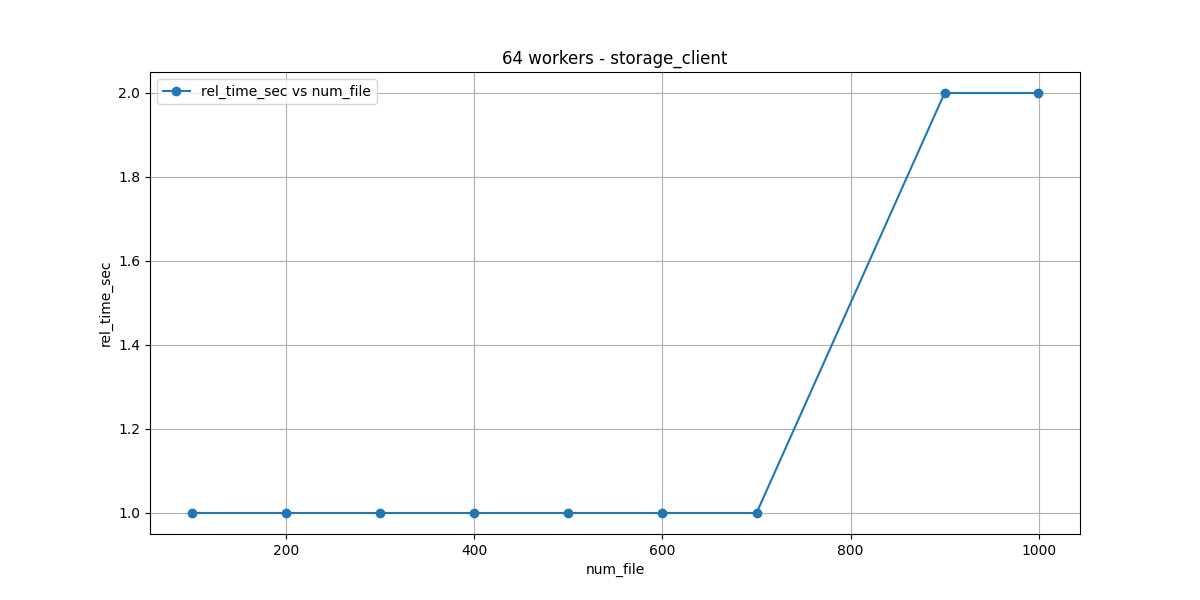 64 workers - storage_client
rel_time_sec vs num_file
2.0
1.8
1.6
1.4
1.2
1.0
rel_time_sec
200 400 600 800 1000
num_file